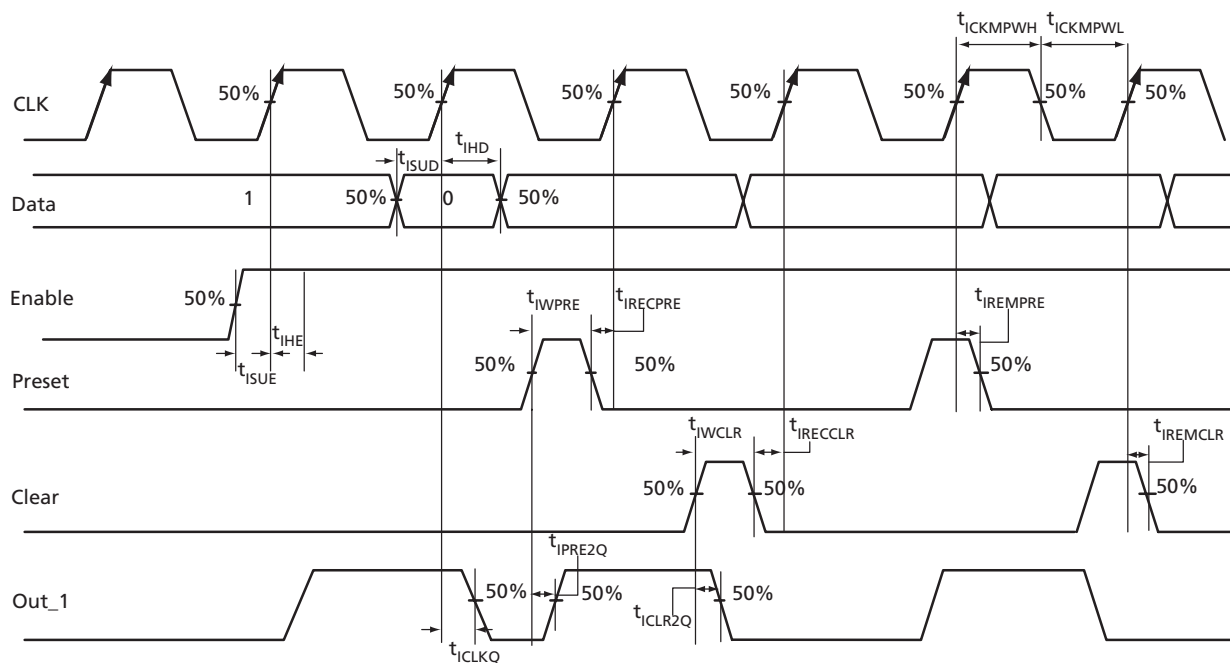 tICKMPWH tICKMPWL
CLK 50% 50% 50% 50% 50% 50% 50%
tISUD tIHD
Data 1 50% 0 50%
Enable 50% tIHE tISUE
tIWPRE tIRECPRE tIREMPRE
Preset 50% 50% 50%
tIWCLR tIRECCLR tIREMCLR
Clear 50% 50% 50%
tIPRE2Q
Out_1 50% 50% tICLR2Q 50%
tICLKQ